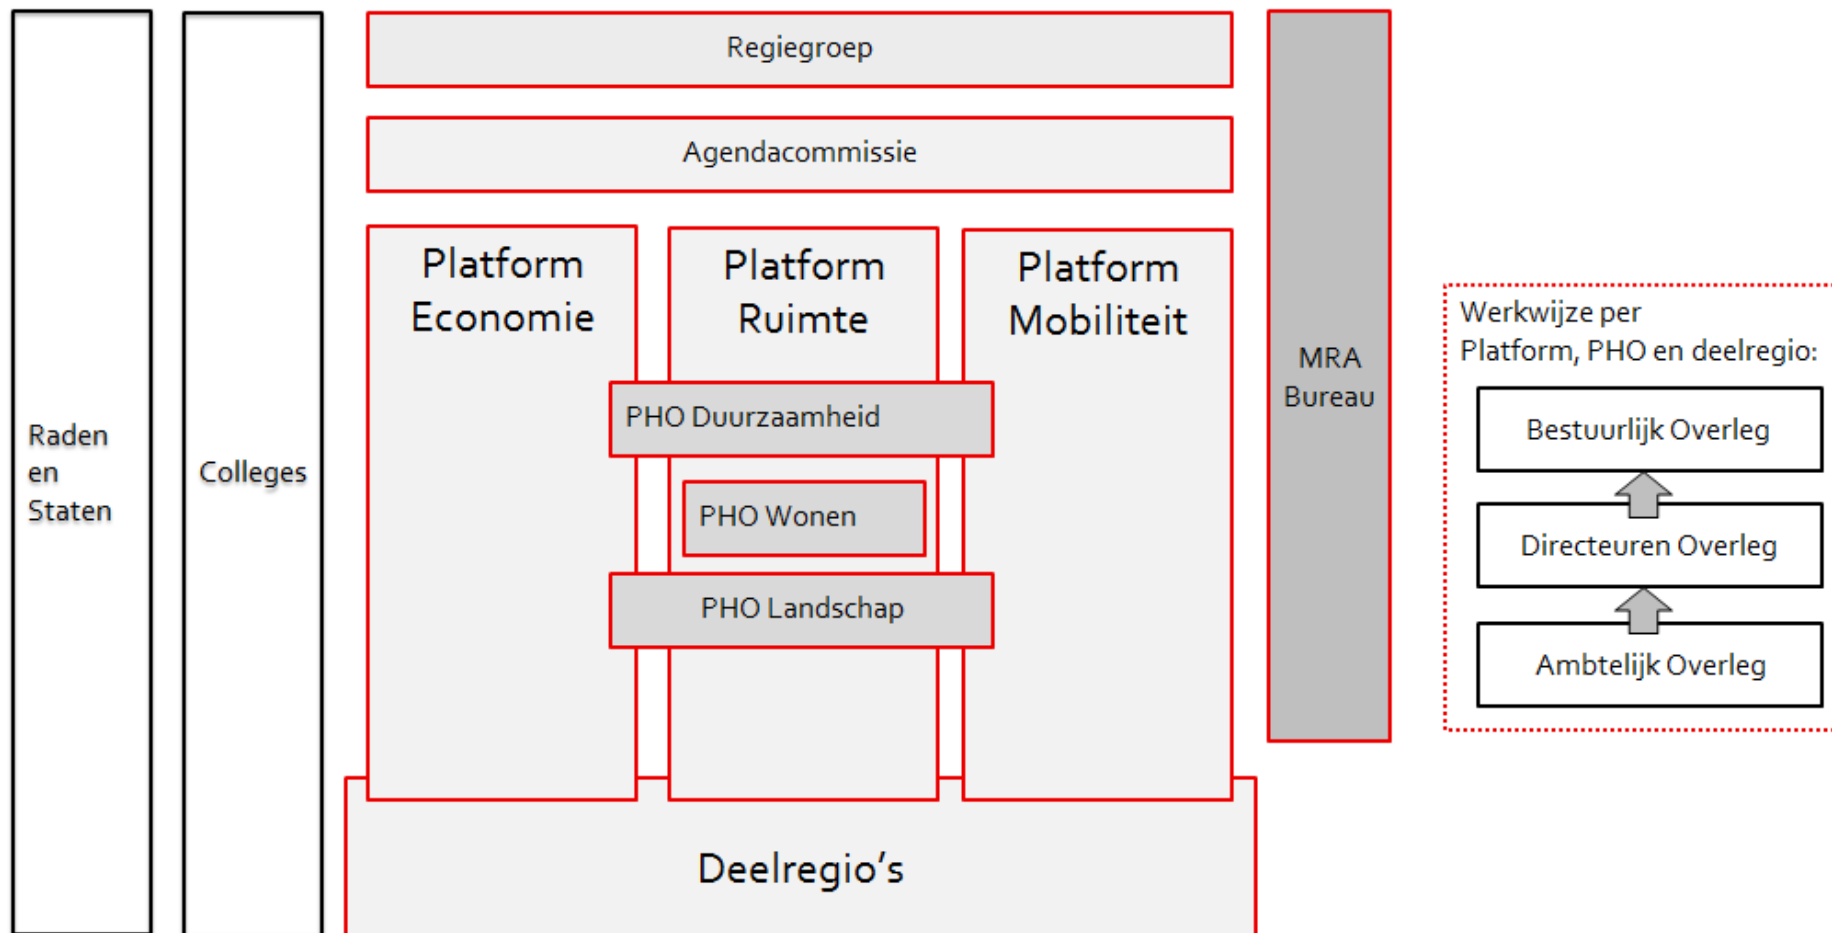 Raden
en
Staten
Colleges
Regiegroep
Agendacommissie
Platform
Economie
Platform
Ruimte
Platform
Mobiliteit
PHO Duurzaamheid
PHO Wonen
PHO Landschap
Deelregio’s
MRA
Bureau
Werkwijze per
Platform, PHO en deelregio:
Bestuurlijk Overleg
Directeuren Overleg
Ambtelijk Overleg